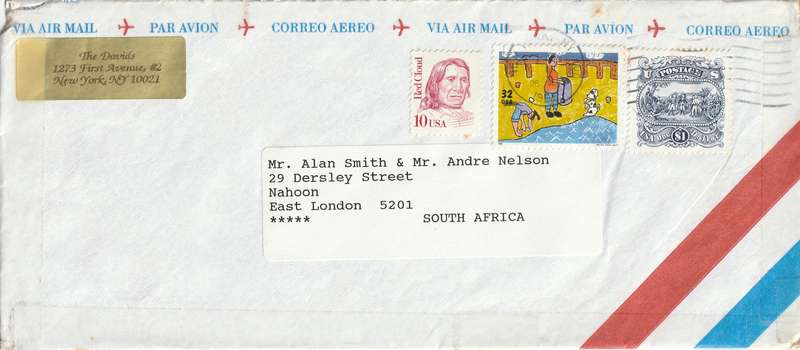 VIA AIR MAIL PAR AVION CORREO AEREO VIA AIR MAIL PAR AVION CORREO AEREO
The Davids
1273 First Avenue, #2
New York, NY 10021
Red Cloud
10 USA
32
USA
U S POSTAGE
$1
Mr. Alan Smith & Mr. Andre Nelson
29 Dersley Street
Nahoon
East London 5201
***** SOUTH AFRICA